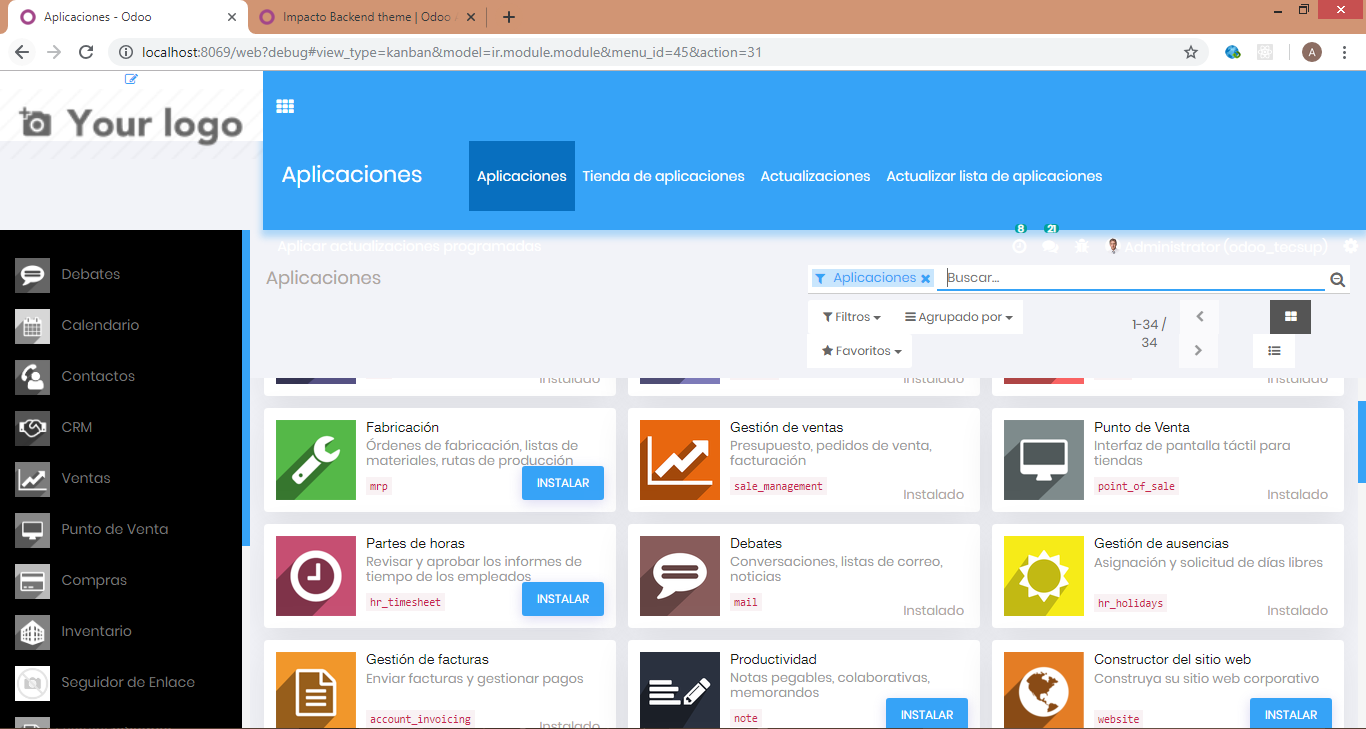 Aplicaciones - Odoo
Impacto Backend theme | Odoo
localhost:8069/web?debug#view_type=kanban&model=ir.module.module&menu_id=45&action=31
A
Your logo
Aplicaciones
Aplicaciones
Tienda de aplicaciones
Actualizaciones
Actualizar lista de aplicaciones
Aplicar actualizaciones programadas
8
21
Administrator (odoo_tecsup)
Debates
Calendario
Contactos
CRM
Ventas
Punto de Venta
Compras
Inventario
Seguidor de Enlace
Aplicaciones
Aplicaciones
Buscar...
Filtros
Agrupado por
Favoritos
1-34 /
34
Instalado
Instalado
Instalado
Fabricación
Órdenes de fabricación, listas de
materiales, rutas de producción
mrp
INSTALAR
Gestión de ventas
Presupuesto, pedidos de venta,
facturación
sale_management
Instalado
Punto de Venta
Interfaz de pantalla táctil para
tiendas
point_of_sale
Instalado
Partes de horas
Revisar y aprobar los informes de
tiempo de los empleados
hr_timesheet
INSTALAR
Debates
Conversaciones, listas de correo,
noticias
mail
Instalado
Gestión de ausencias
Asignación y solicitud de días libres
hr_holidays
Instalado
Gestión de facturas
Enviar facturas y gestionar pagos
account_invoicing
Instalado
Productividad
Notas pegables, colaborativas,
memorandos
note
INSTALAR
Constructor del sitio web
Construya su sitio web corporativo
website
INSTALAR